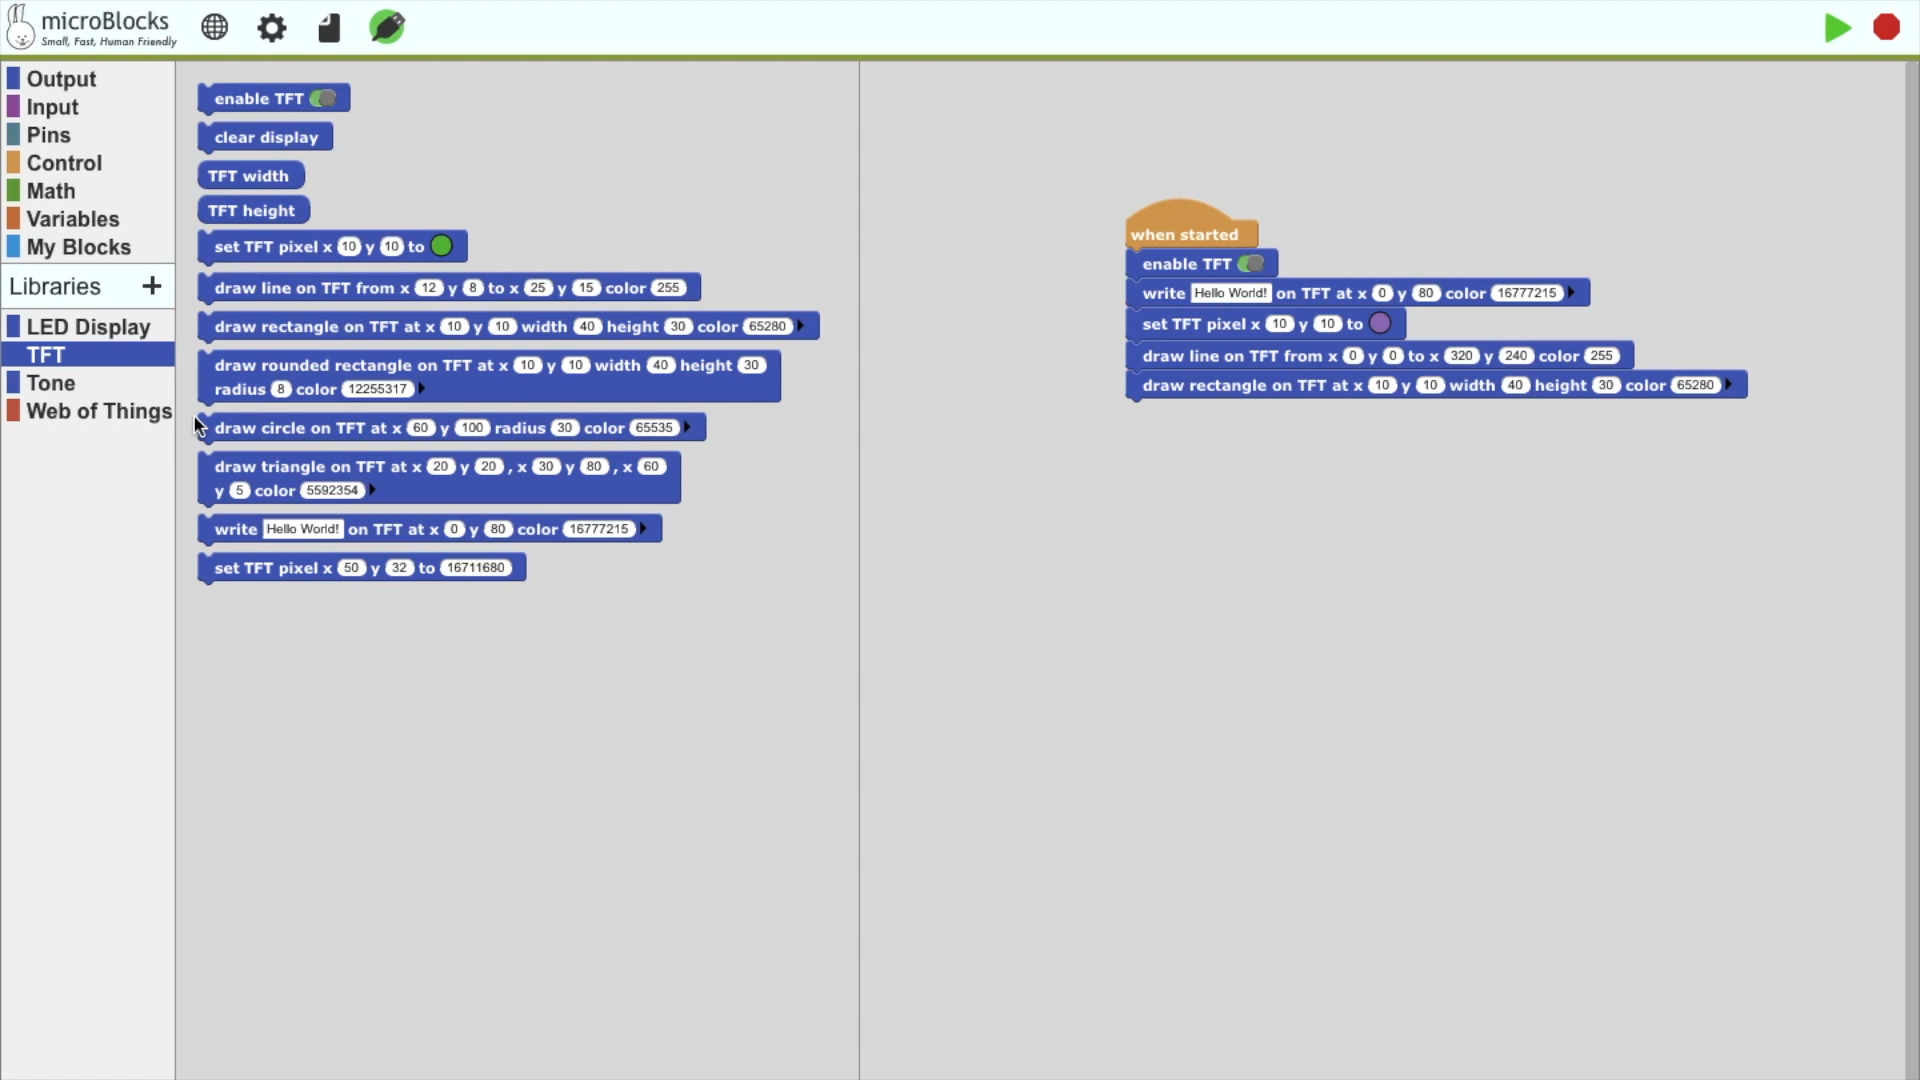 microBlocks
Small, Fast, Human Friendly
Output
Input
Pins
Control
Math
Variables
My Blocks
Libraries +
LED Display
TFT
Tone
Web of Things
enable TFT
clear display
TFT width
TFT height
set TFT pixel x 10 y 10 to
draw line on TFT from x 12 y 8 to x 25 y 15 color 255
draw rectangle on TFT at x 10 y 10 width 40 height 30 color 65280
draw rounded rectangle on TFT at x 10 y 10 width 40 height 30
radius 8 color 12255317
draw circle on TFT at x 60 y 100 radius 30 color 65535
draw triangle on TFT at x 20 y 20 , x 30 y 80 , x 60
y 5 color 5592354
write Hello World! on TFT at x 0 y 80 color 16777215
set TFT pixel x 50 y 32 to 16711680
when started
enable TFT
write Hello World! on TFT at x 0 y 80 color 16777215
set TFT pixel x 10 y 10 to
draw line on TFT from x 0 y 0 to x 320 y 240 color 255
draw rectangle on TFT at x 10 y 10 width 40 height 30 color 65280